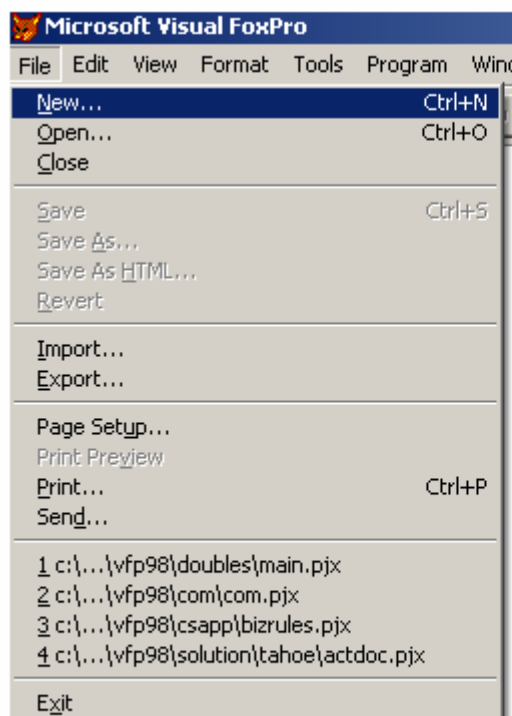 Microsoft Visual FoxPro
File Edit View Format Tools Program
New... Ctrl+N
Open... Ctrl+O
Close
Save Ctrl+S
Save As...
Save As HTML...
Revert
Import...
Export...
Page Setup...
Print Preview
Print... Ctrl+P
Send...
1 c:\...\vfp98\doubles\main.pjx
2 c:\...\vfp98\com\com.pjx
3 c:\...\vfp98\csapp\bizrules.pjx
4 c:\...\vfp98\solution\tahoe\actdoc.pjx
Exit